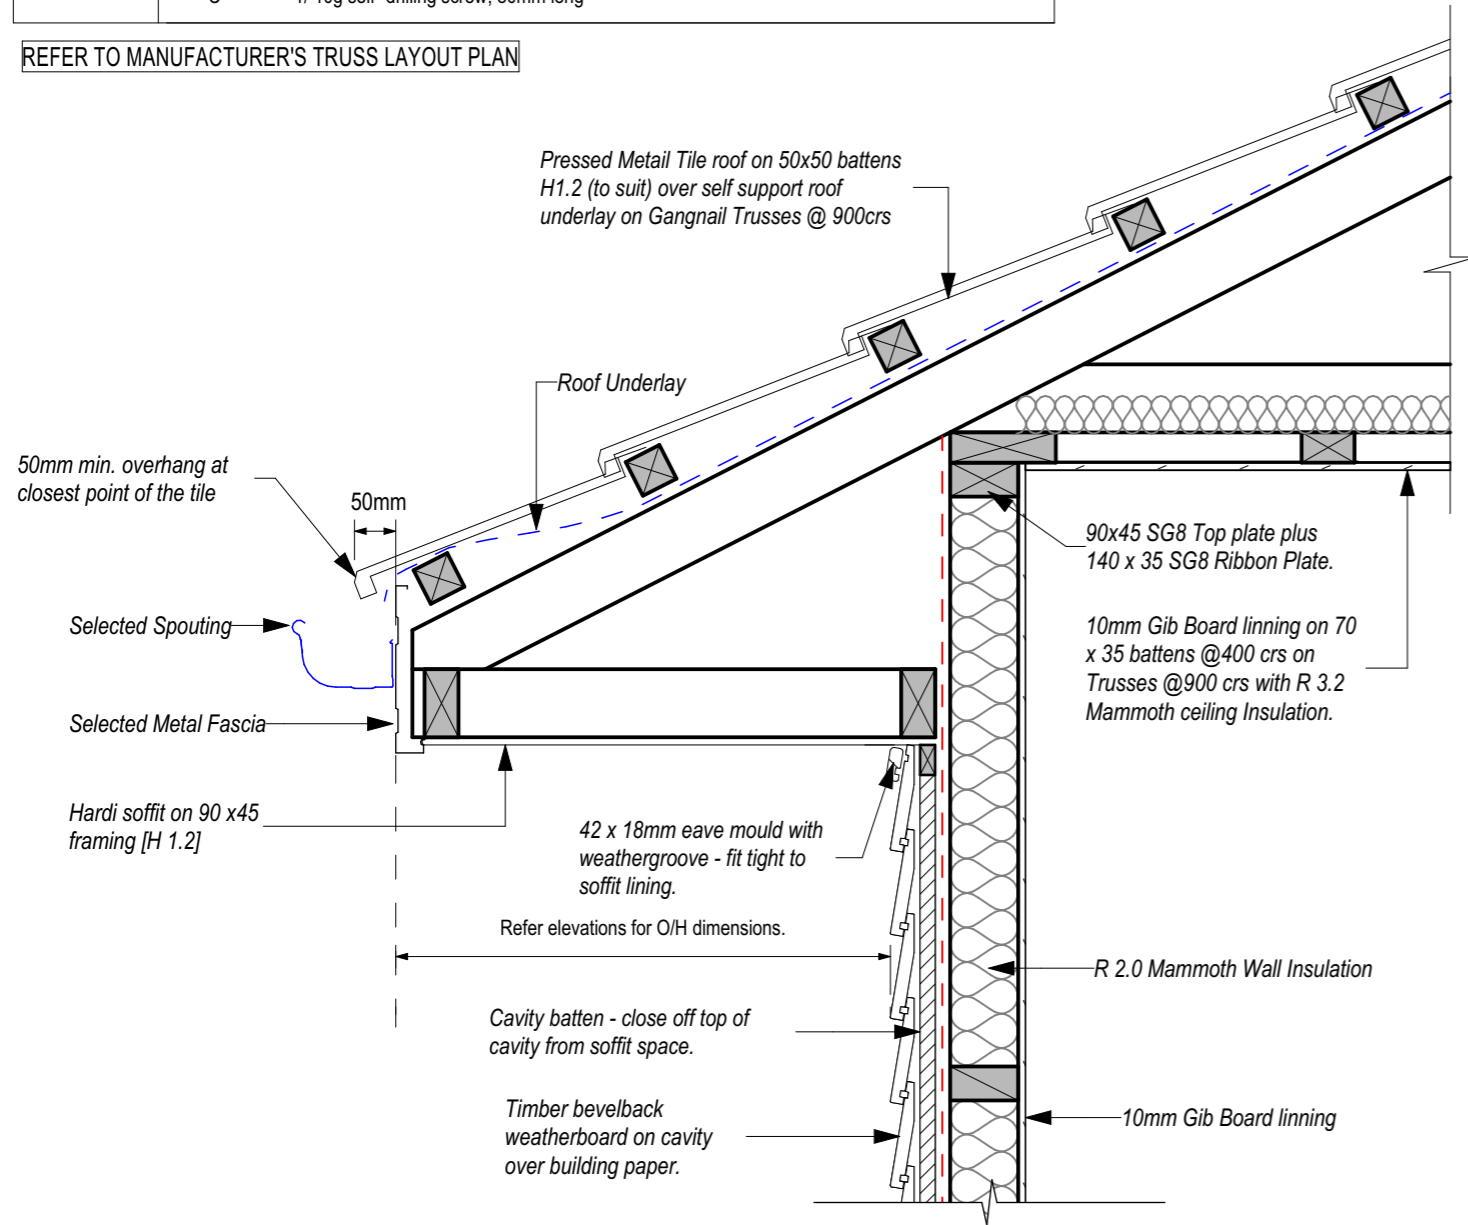 REFER TO MANUFACTURER'S TRUSS LAYOUT PLAN
Pressed Metail Tile roof on 50x50 battens
H1.2 (to suit) over self support roof
underlay on Gangnail Trusses @ 900crs
Roof Underlay
50mm min. overhang at
closest point of the tile
50mm
Selected Spouting
Selected Metal Fascia
Hardi soffit on 90 x45
framing [H 1.2]
42 x 18mm eave mould with
weathergroove - fit tight to
soffit lining.
Refer elevations for O/H dimensions.
Cavity batten - close off top of
cavity from soffit space.
Timber bevelback
weatherboard on cavity
over building paper.
90x45 SG8 Top plate plus
140 x 35 SG8 Ribbon Plate.
10mm Gib Board linning on 70
x 35 battens @400 crs on
Trusses @900 crs with R 3.2
Mammoth ceiling Insulation.
R 2.0 Mammoth Wall Insulation
10mm Gib Board linning